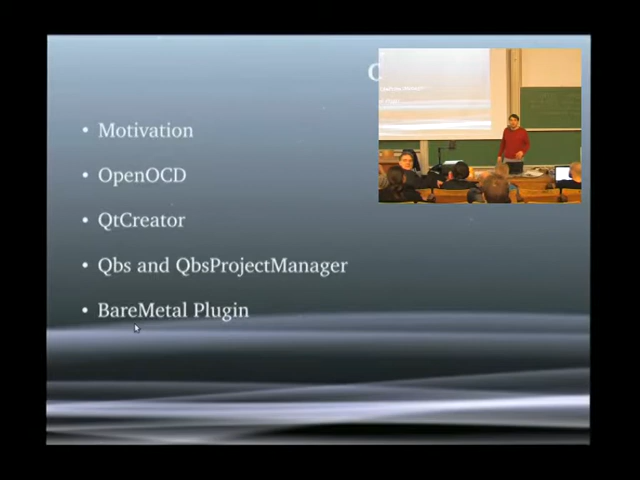 • Motivation
• OpenOCD
• QtCreator
• Qbs and QbsProjectManager
• BareMetal Plugin